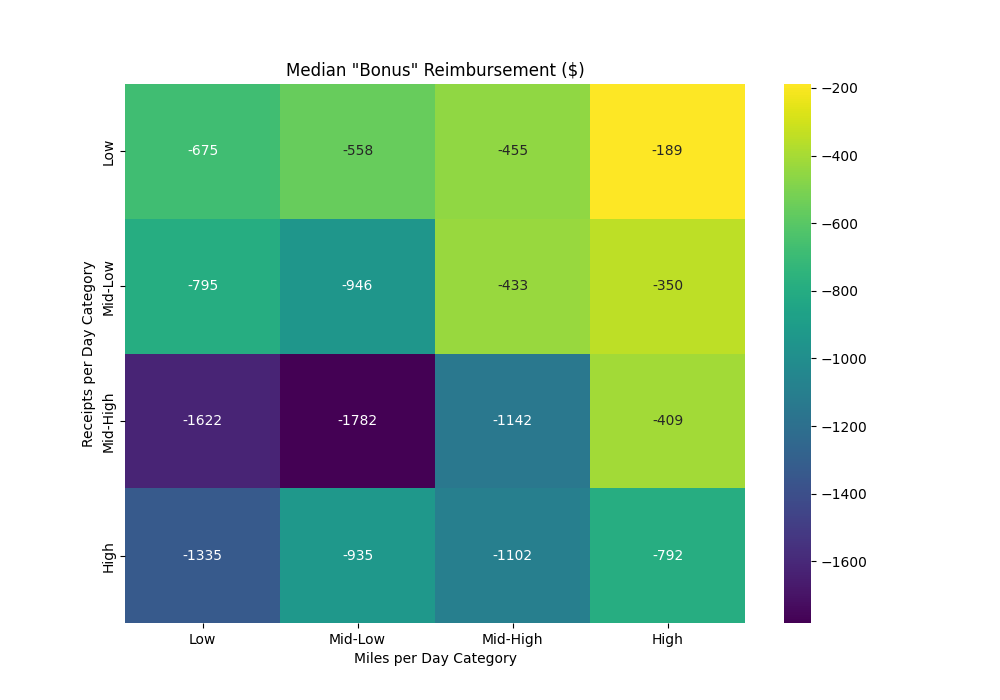 Median "Bonus" Reimbursement ($)
Receipts per Day Category
Low
-675 -558 -455 -189
Mid-Low
-795 -946 -433 -350
Mid-High
-1622 -1782 -1142 -409
High
-1335 -935 -1102 -792
Low Mid-Low Mid-High High
Miles per Day Category
−200
−400
−600
−800
−1000
−1200
−1400
−1600